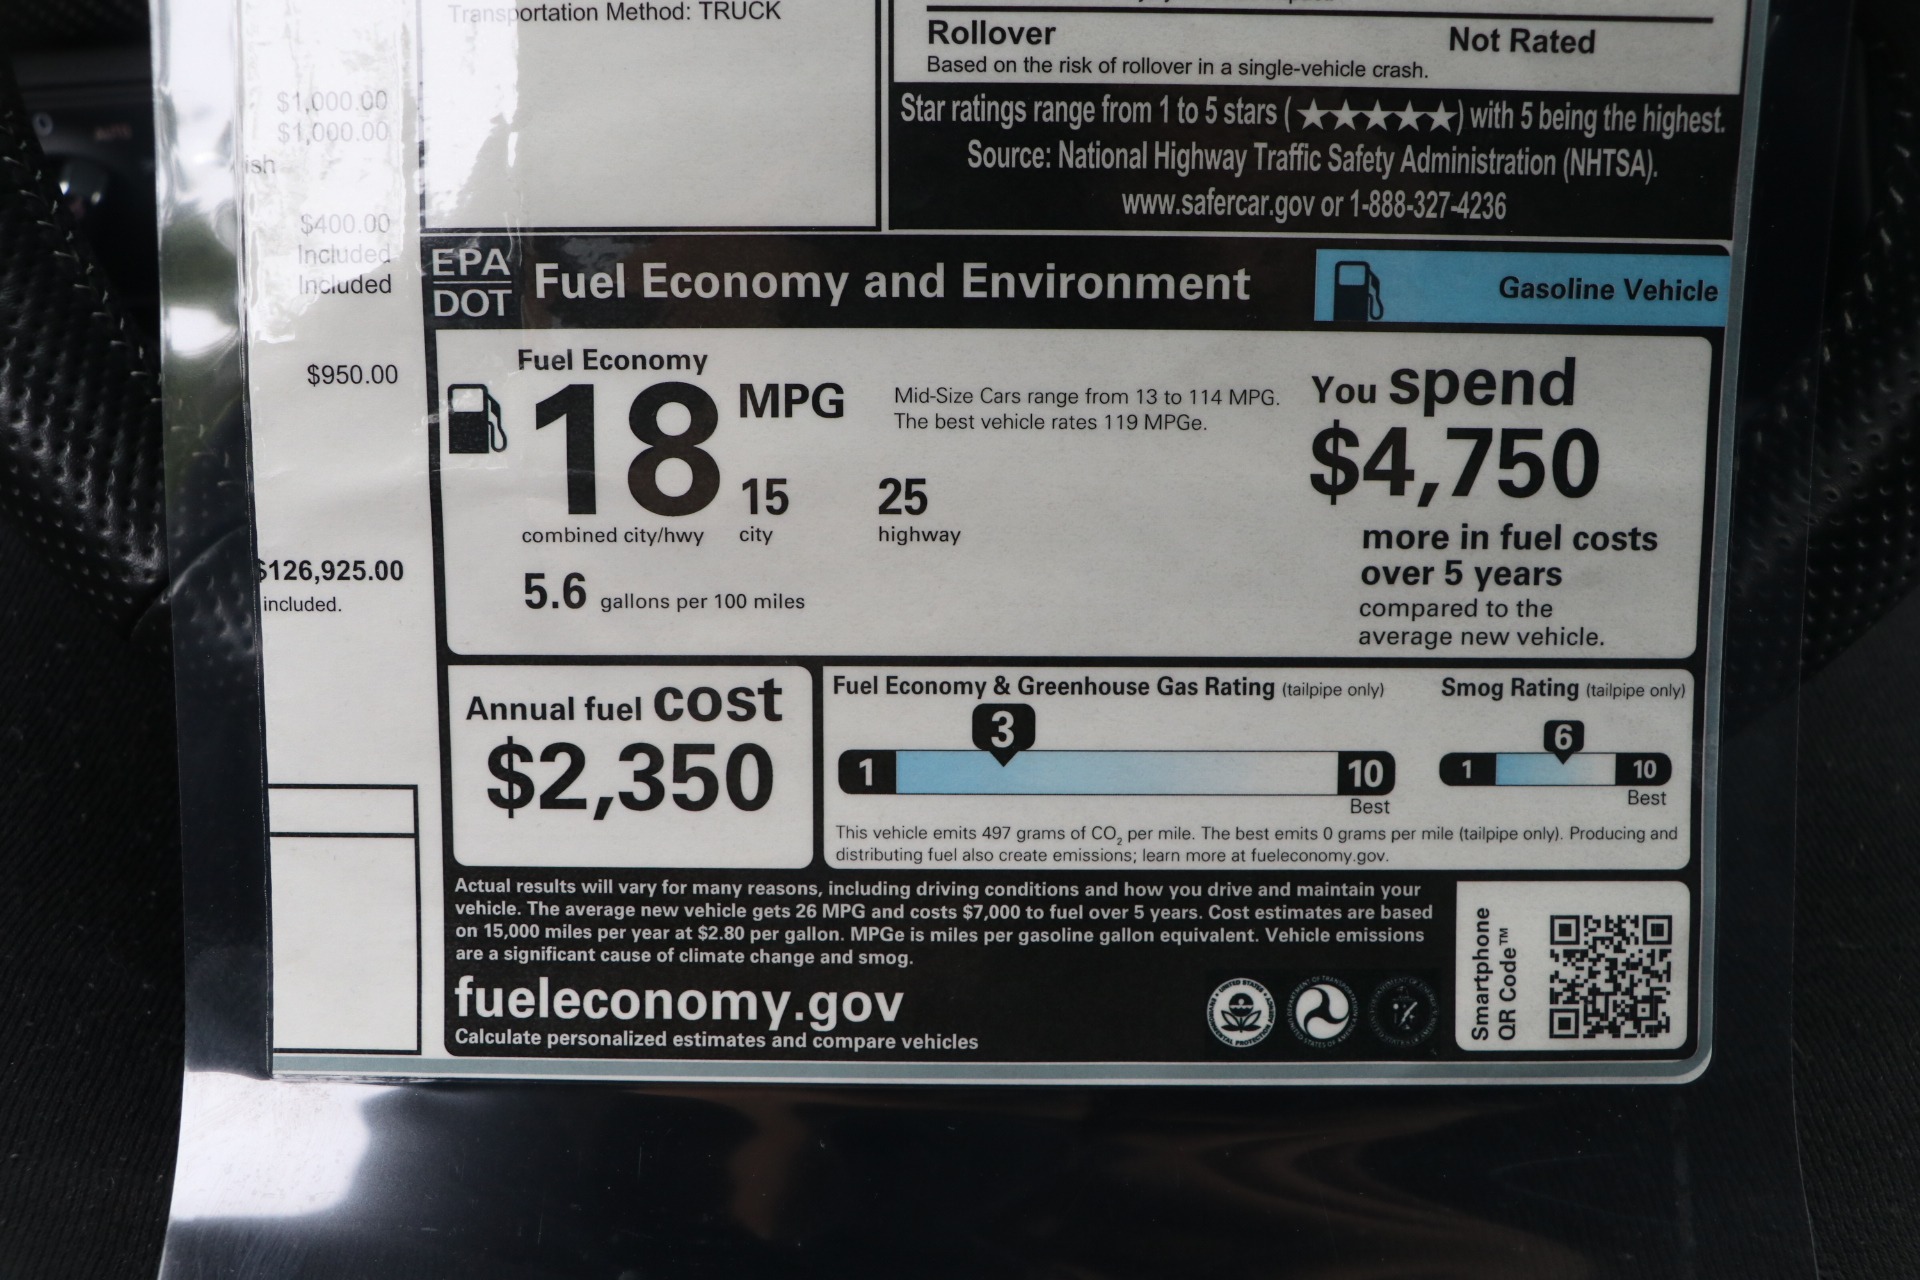 Transportation Method: TRUCK
$1,000.00
$1,000.00
ish
$400.00
Included
Included
$950.00
$126,925.00
included.
Rollover Not Rated
Based on the risk of rollover in a single-vehicle crash.
Star ratings range from 1 to 5 stars (★★★★★) with 5 being the highest.
Source: National Highway Traffic Safety Administration (NHTSA).
www.safercar.gov or 1-888-327-4236
EPA
DOT
Fuel Economy and Environment
Gasoline Vehicle
Fuel Economy
18 MPG
combined city/hwy
15
city
25
highway
5.6 gallons per 100 miles
Mid-Size Cars range from 13 to 114 MPG.
The best vehicle rates 119 MPGe.
You spend
$4,750
more in fuel costs
over 5 years
compared to the
average new vehicle.
Annual fuel cost
$2,350
Fuel Economy & Greenhouse Gas Rating (tailpipe only)
3
1 10
Best
Smog Rating (tailpipe only)
6
1 10
Best
This vehicle emits 497 grams of CO₂ per mile. The best emits 0 grams per mile (tailpipe only). Producing and
distributing fuel also create emissions; learn more at fueleconomy.gov.
Actual results will vary for many reasons, including driving conditions and how you drive and maintain your
vehicle. The average new vehicle gets 26 MPG and costs $7,000 to fuel over 5 years. Cost estimates are based
on 15,000 miles per year at $2.80 per gallon. MPGe is miles per gasoline gallon equivalent. Vehicle emissions
are a significant cause of climate change and smog.
fueleconomy.gov
Calculate personalized estimates and compare vehicles
Smartphone
QR Code™